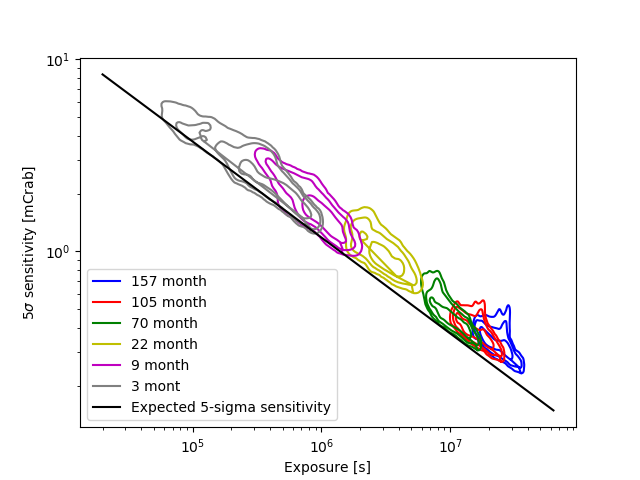 10¹
10⁰
5σ sensitivity [mCrab]
157 month
105 month
70 month
22 month
9 month
3 mont
Expected 5-sigma sensitivity
10⁵ 10⁶ 10⁷
Exposure [s]